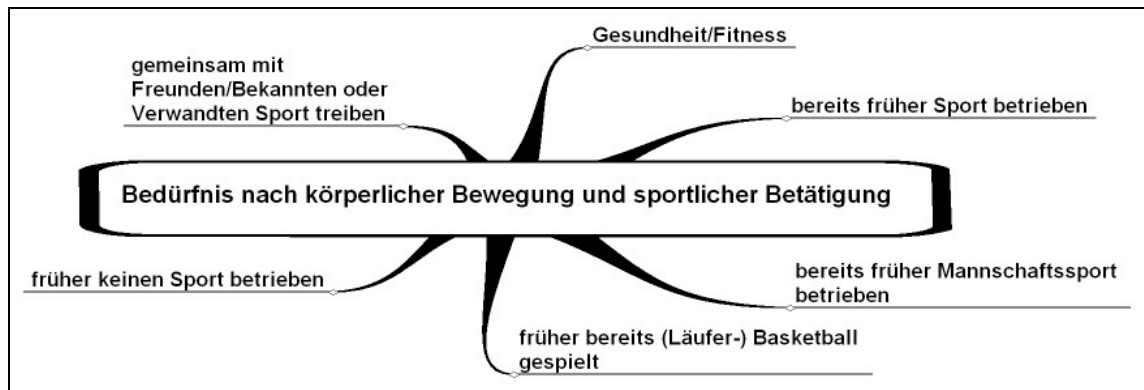 Gesundheit/Fitness
gemeinsam mit
Freunden/Bekannten oder
Verwandten Sport treiben
bereits früher Sport betrieben
Bedürfnis nach körperlicher Bewegung und sportlicher Betätigung
früher keinen Sport betrieben
bereits früher Mannschaftssport
betrieben
früher bereits (Läufer-) Basketball
gespielt